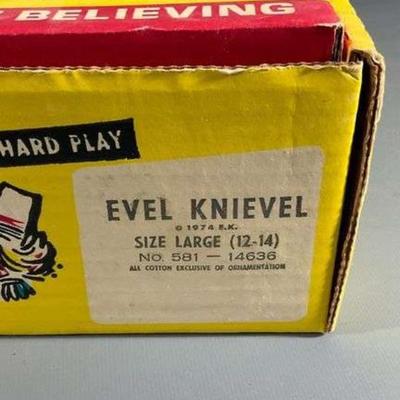 BELIEVING
HARD PLAY
EVEL KNIEVEL
© 1974 E.K.
SIZE LARGE (12-14)
NO. 581 — 14636
ALL COTTON EXCLUSIVE OF ORNAMENTATION